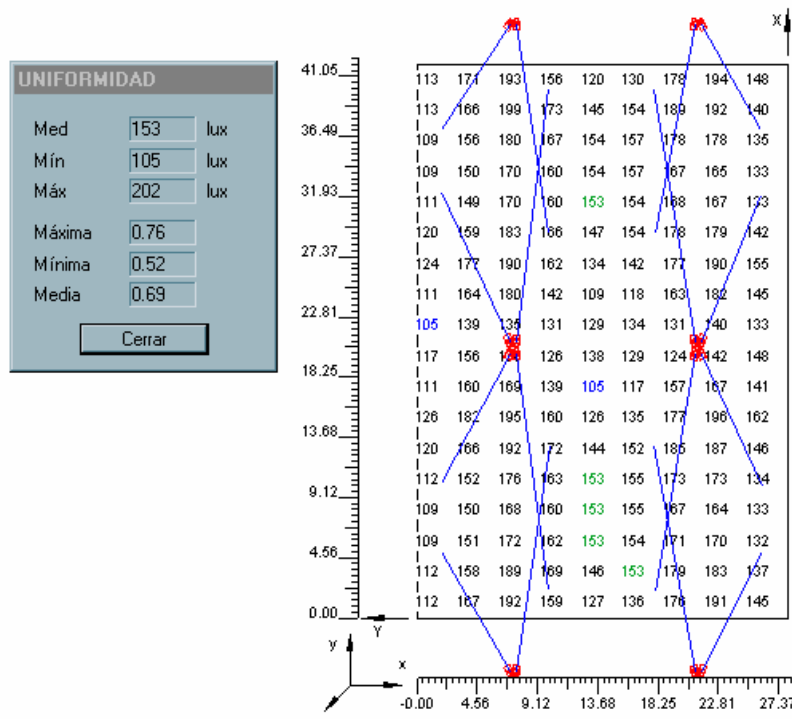 UNIFORMIDAD
Med 153 lux
Mín 105 lux
Máx 202 lux
Máxima 0.76
Mínima 0.52
Media 0.69
Cerrar
X
41.05
36.49
31.93
27.37
22.81
18.25
13.68
9.12
4.56
0.00
113 171 193 156 120 130 178 194 148
113 166 199 173 145 154 189 192 140
109 156 180 167 154 157 178 178 135
109 150 170 160 154 157 167 165 133
111 149 170 160 153 154 168 167 133
120 159 183 166 147 154 178 179 142
124 177 190 162 134 142 177 190 155
111 164 180 142 109 118 163 182 145
105 139 135 131 129 134 131 140 133
117 156 126 138 129 124 142 148
111 160 169 139 105 117 157 167 141
126 182 195 160 126 135 177 196 162
120 166 192 172 144 152 185 187 146
112 152 176 163 153 155 173 173 134
109 150 168 160 153 155 167 164 133
109 151 172 162 153 154 171 170 132
112 158 189 169 146 153 179 183 137
112 167 192 159 127 136 176 191 145
Y
y
x
-0.00 4.56 9.12 13.68 18.25 22.81 27.37